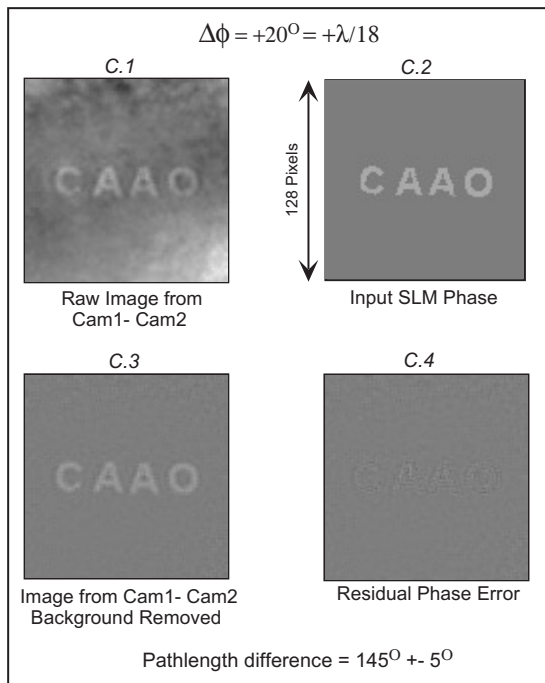 Δϕ = +20° = +λ/18
C.1
C.2
CAAO
128 Pixels
CAAO
Raw Image from
Cam1- Cam2
Input SLM Phase
C.3
C.4
CAAO
CAAO
Image from Cam1- Cam2
Background Removed
Residual Phase Error
Pathlength difference = 145° +- 5°